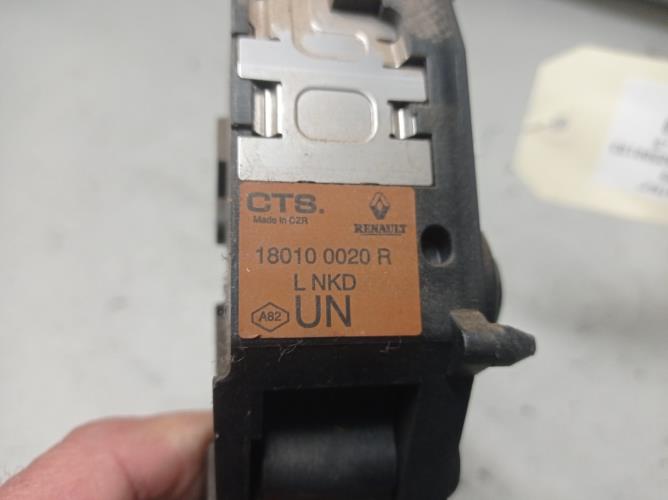 CTS.
Made in CZR
RENAULT
18010 0020 R
L NKD
A82 UN